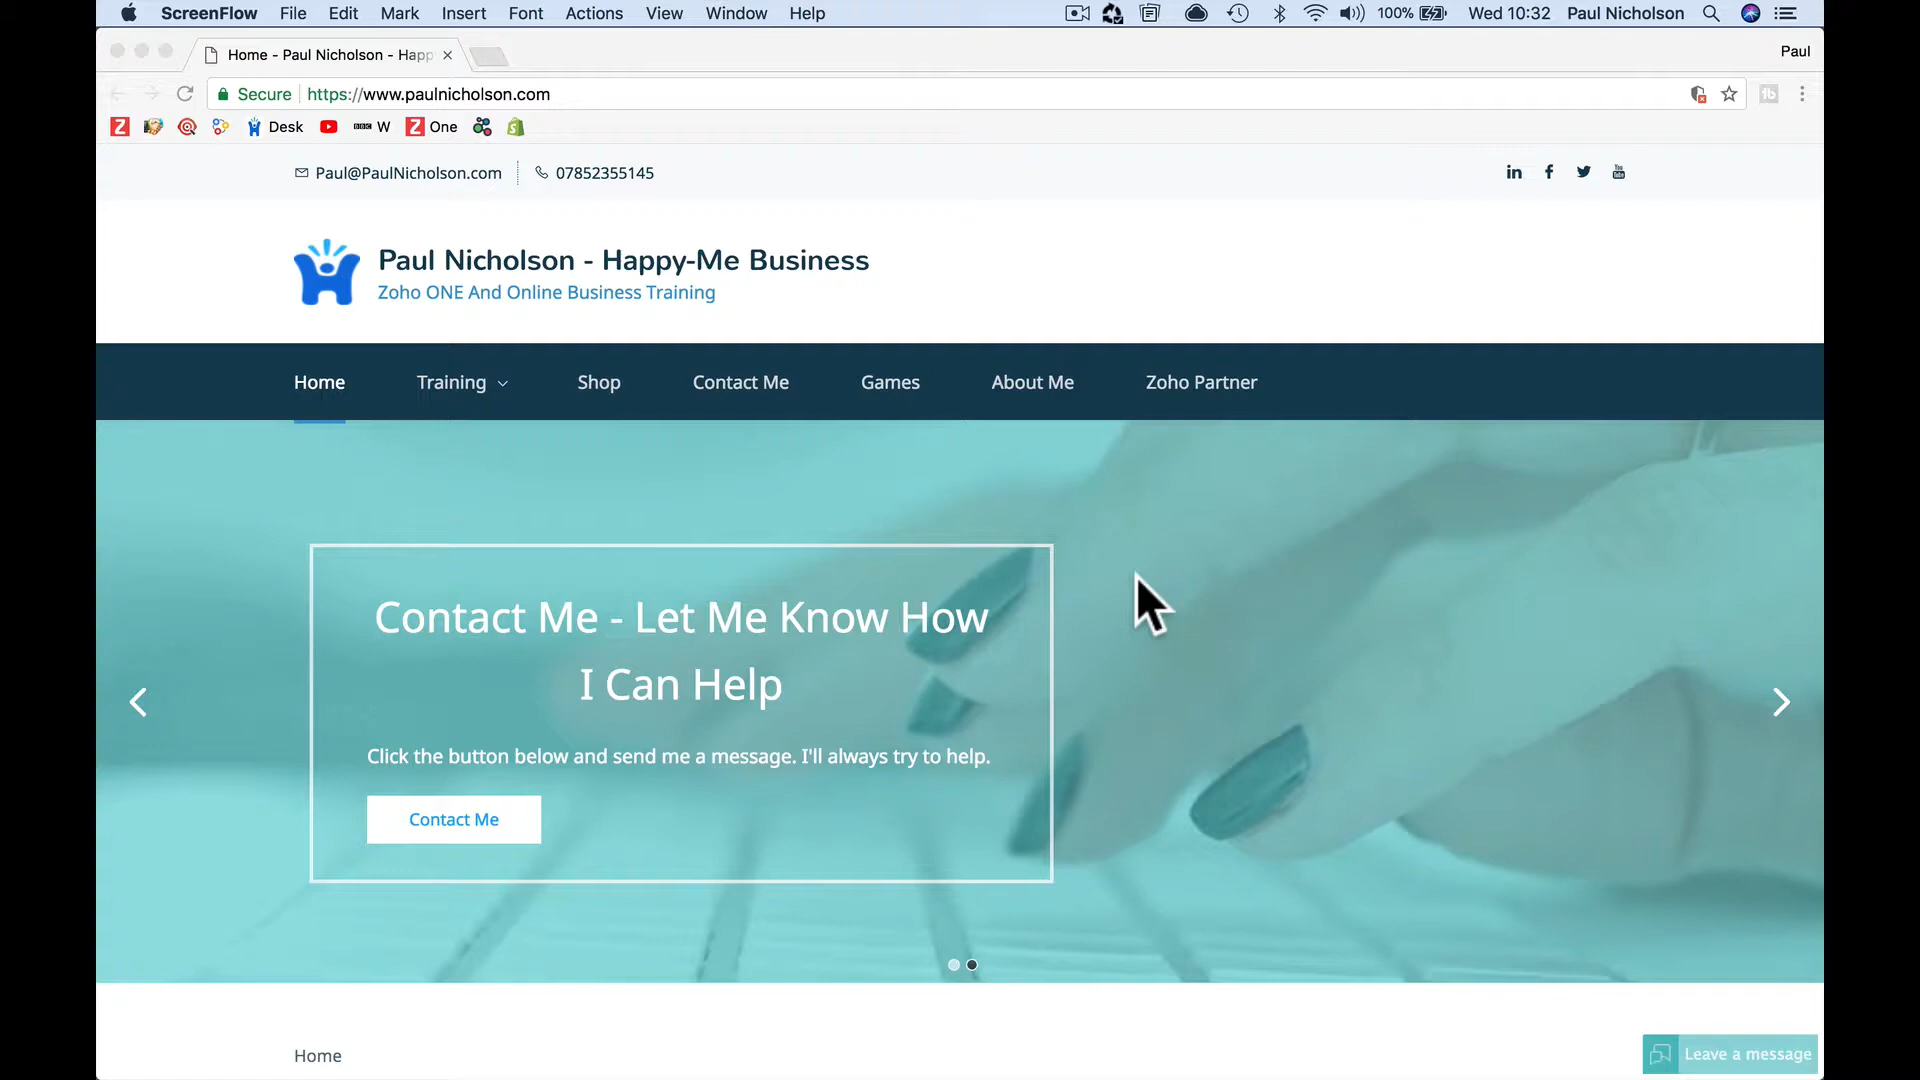 ScreenFlow File Edit Mark Insert Font Actions View Window Help 100% Wed 10:32 Paul Nicholson
Home - Paul Nicholson - Happ Paul
Secure https://www.paulnicholson.com
Desk W One
Paul@PaulNicholson.com 07852355145
Paul Nicholson - Happy-Me Business
Zoho ONE And Online Business Training
Home Training Shop Contact Me Games About Me Zoho Partner
Contact Me - Let Me Know How
I Can Help
Click the button below and send me a message. I'll always try to help.
Contact Me
Home
Leave a message